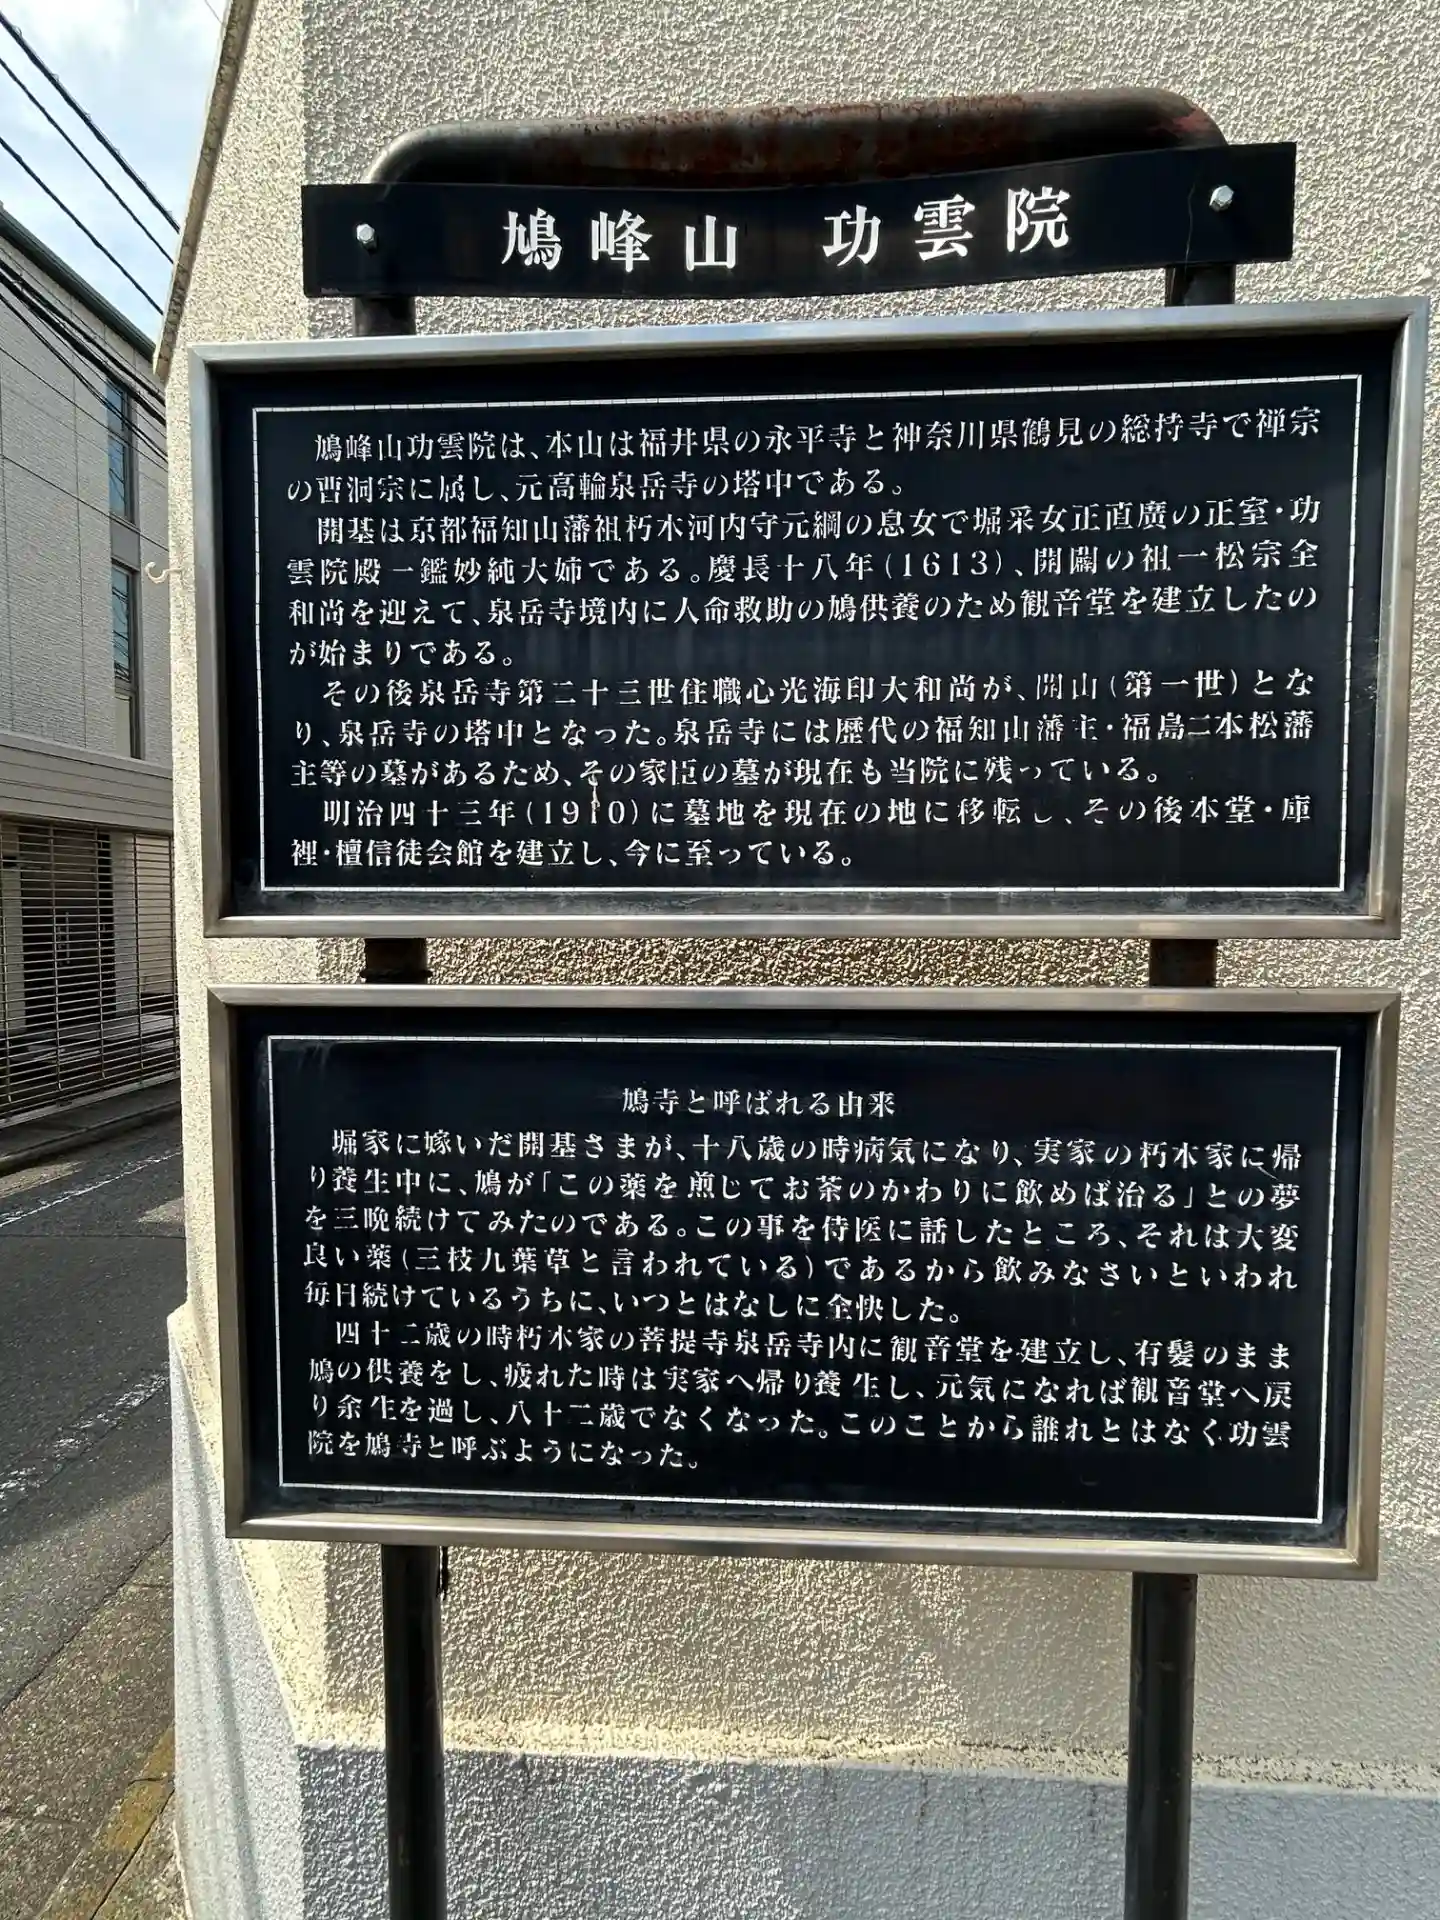 鳩峰山 功雲院
鳩峰山功雲院は、本山は福井県の永平寺と神奈川県鶴見の総持寺で禅宗
の曹洞宗に属し、元高輪泉岳寺の塔中である。
開基は京都福知山藩祖朽木河内守元綱の息女で堀采女正直廣の正室・功
雲院殿一鑑妙純大姉である。慶長十八年(1613)、開闢の祖一松宗全
和尚を迎えて、泉岳寺境内に人命救助の鳩供養のため観音堂を建立したの
が始まりである。
その後泉岳寺第二十三世住職心光海印大和尚が、開山(第一世)とな
り、泉岳寺の塔中となった。泉岳寺には歴代の福知山藩主・福島二本松藩
主等の墓があるため、その家臣の墓が現在も当院に残っている。
明治四十三年(1910)に墓地を現在の地に移転し、その後本堂・庫
裡・檀信徒会館を建立し、今に至っている。
鳩寺と呼ばれる由来
堀家に嫁いだ開基さまが、十八歳の時病気になり、実家の朽木家に帰
り養生中に、鳩が「この薬を煎じてお茶のかわりに飲めば治る」との夢
を三晩続けてみたのである。この事を侍医に話したところ、それは大変
良い薬(三枝九葉草と言われている)であるから飲みなさいといわれ
毎日続けているうちに、いつとはなしに全快した。
四十二歳の時朽木家の菩提寺泉岳寺内に観音堂を建立し、有髪のまま
鳩の供養をし、疲れた時は実家へ帰り養生し、元気になれば観音堂へ戻
り余生を過し、八十二歳でなくなった。このことから誰れとはなく功雲
院を鳩寺と呼ぶようになった。